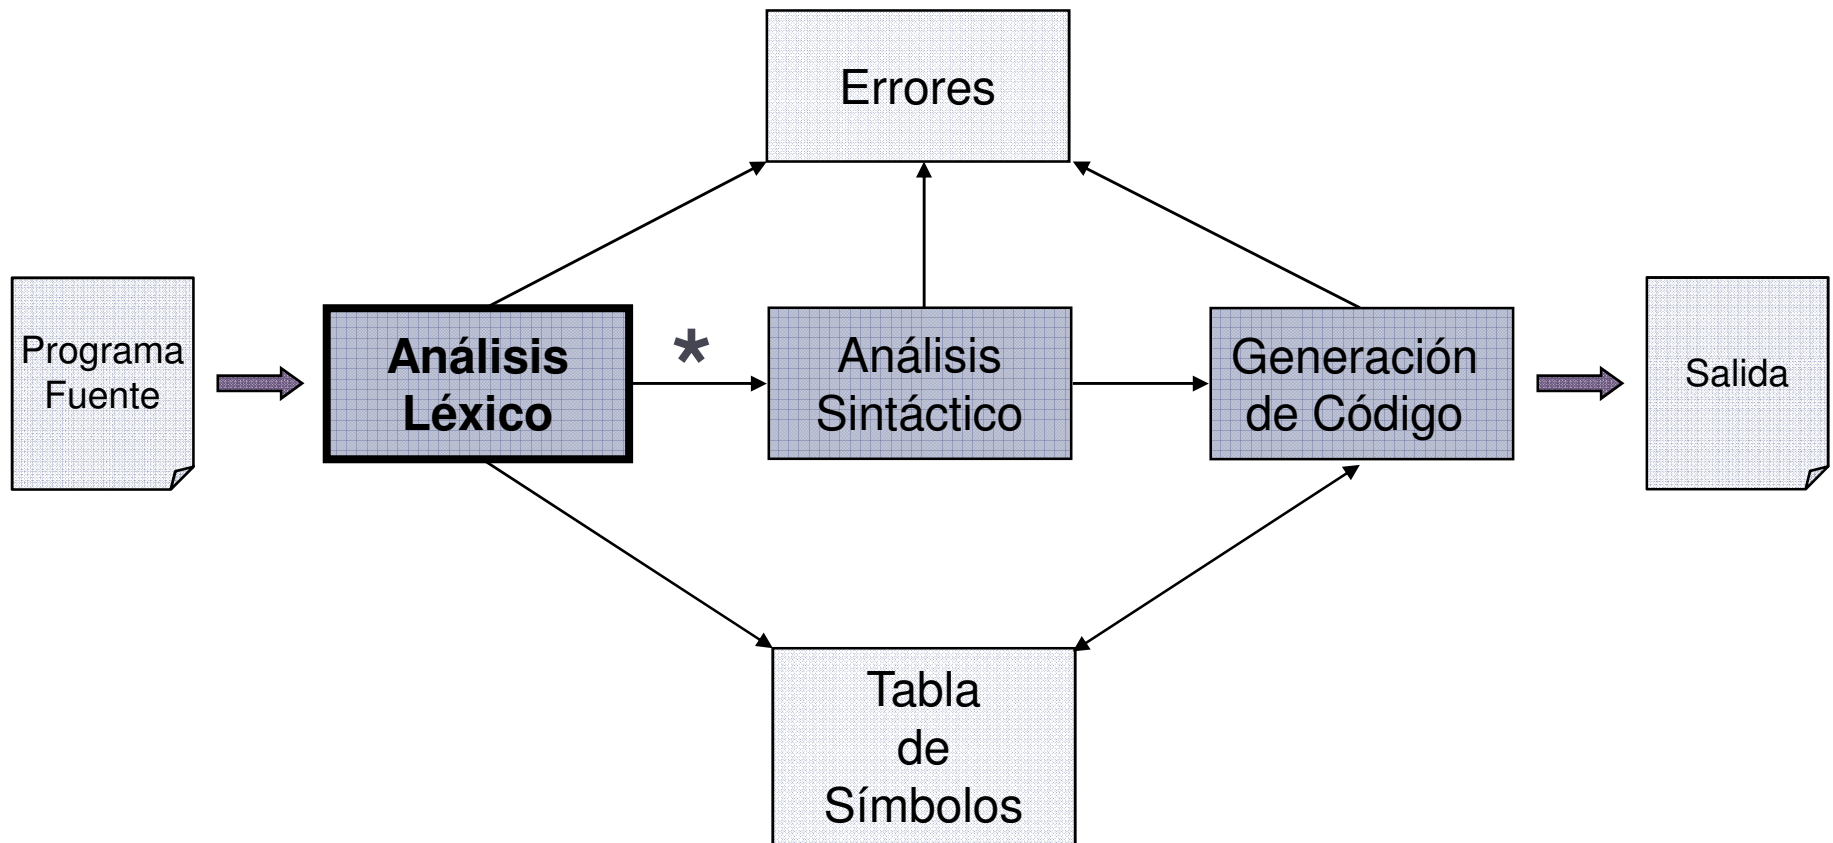 Errores
Programa
Fuente
Análisis
Léxico
*
Análisis
Sintáctico
Generación
de Código
Salida
Tabla
de
Símbolos